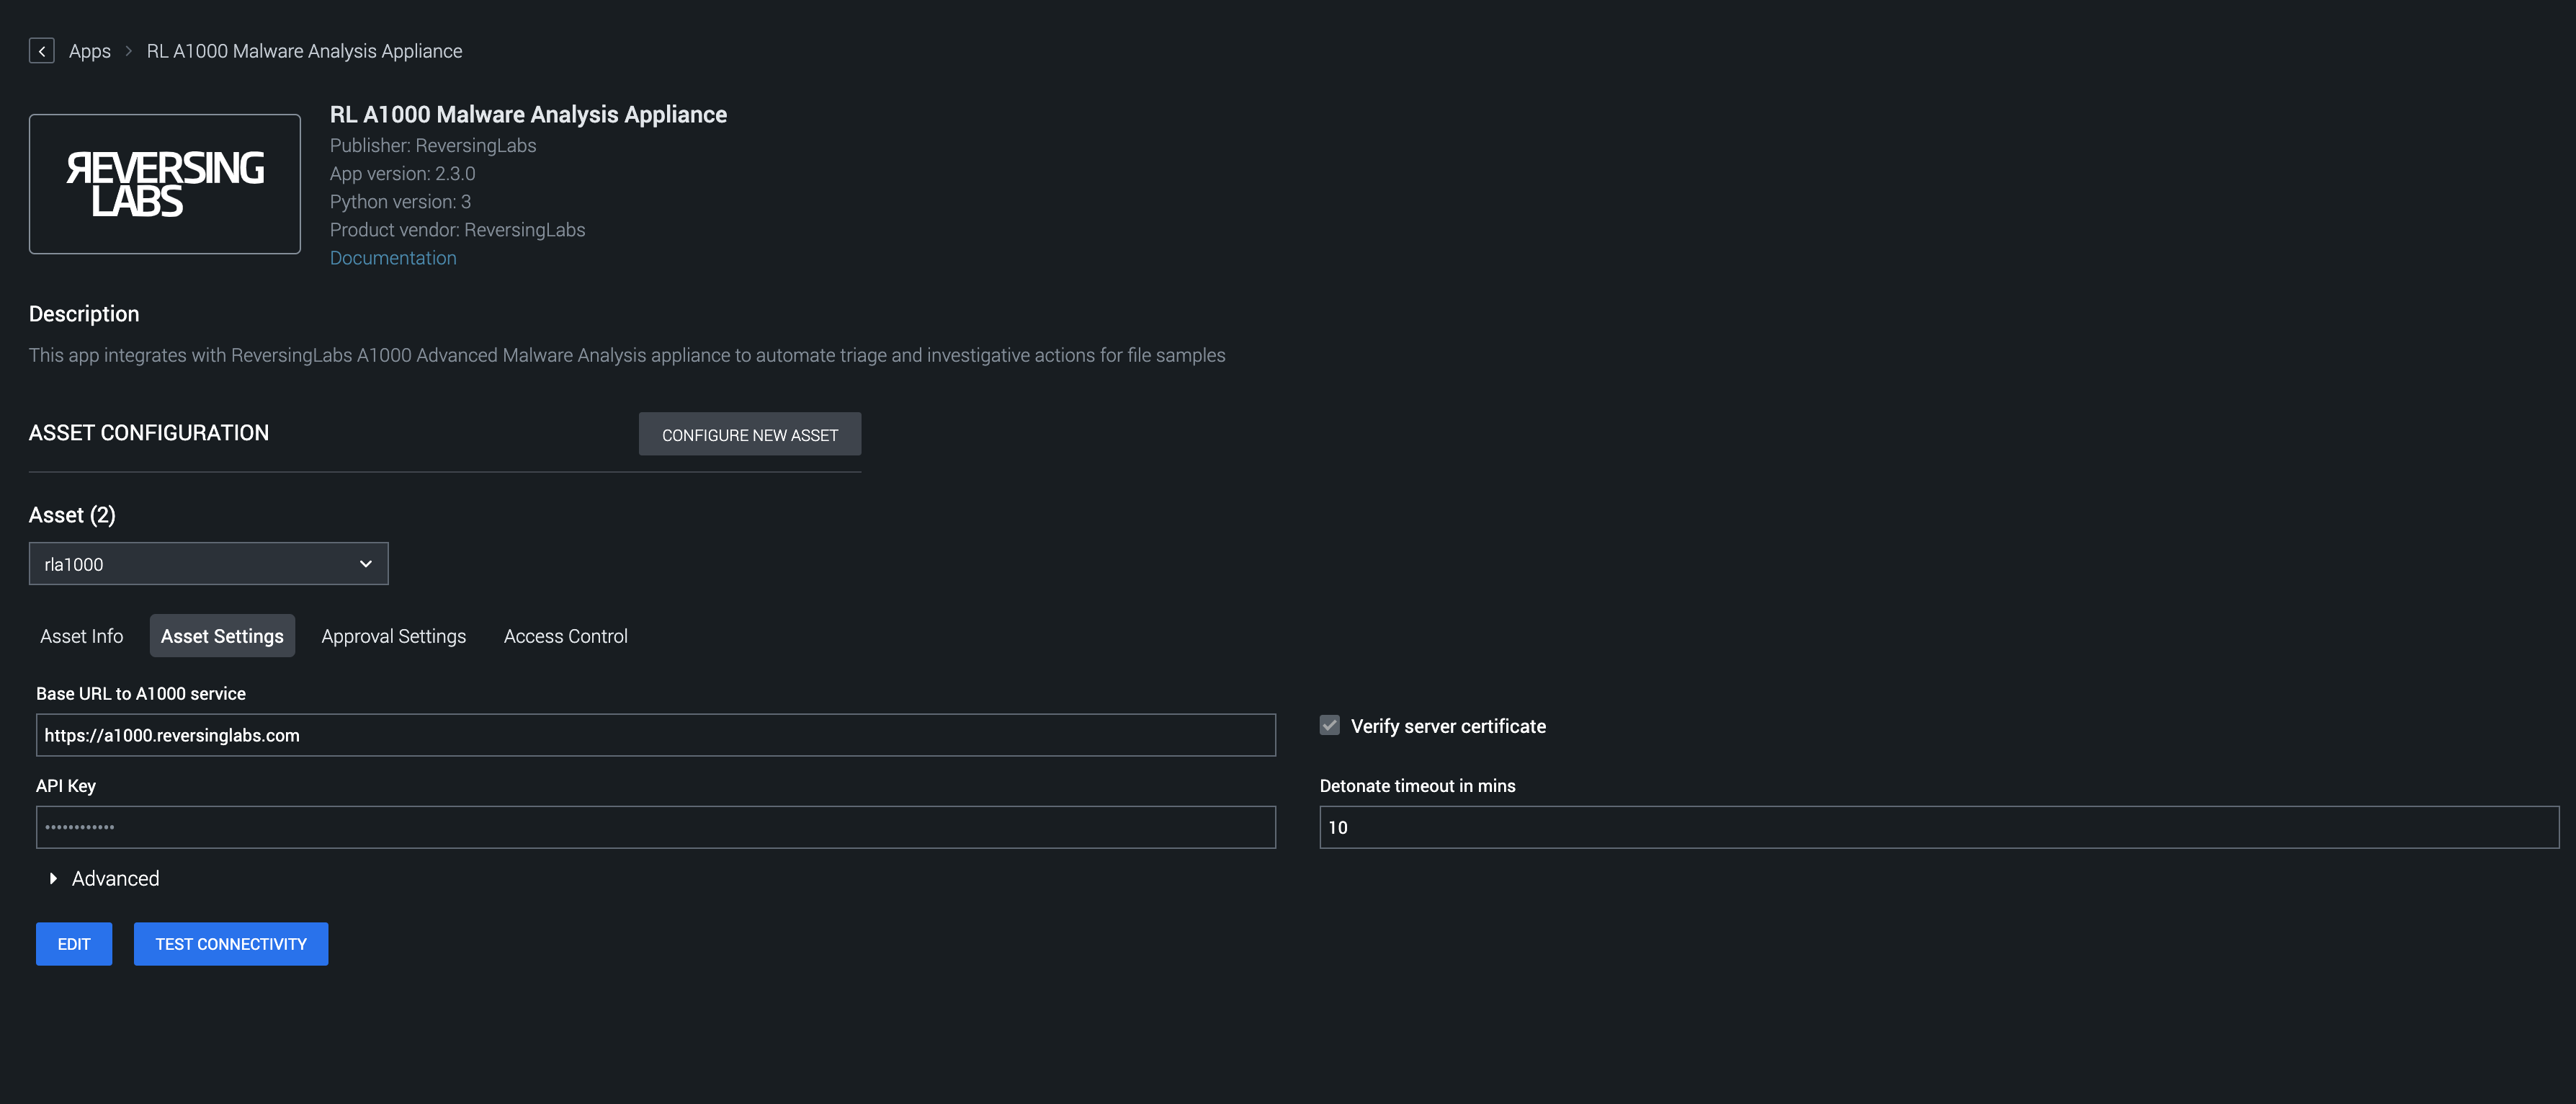 Apps > RL A1000 Malware Analysis Appliance
REVERSING
LABS
RL A1000 Malware Analysis Appliance
Publisher: ReversingLabs
App version: 2.3.0
Python version: 3
Product vendor: ReversingLabs
Documentation
Description
This app integrates with ReversingLabs A1000 Advanced Malware Analysis appliance to automate triage and investigative actions for file samples
ASSET CONFIGURATION
CONFIGURE NEW ASSET
Asset (2)
rla1000
Asset Info Asset Settings Approval Settings Access Control
Base URL to A1000 service
https://a1000.reversinglabs.com
Verify server certificate
API Key
••••••••••••
Detonate timeout in mins
10
Advanced
EDIT TEST CONNECTIVITY